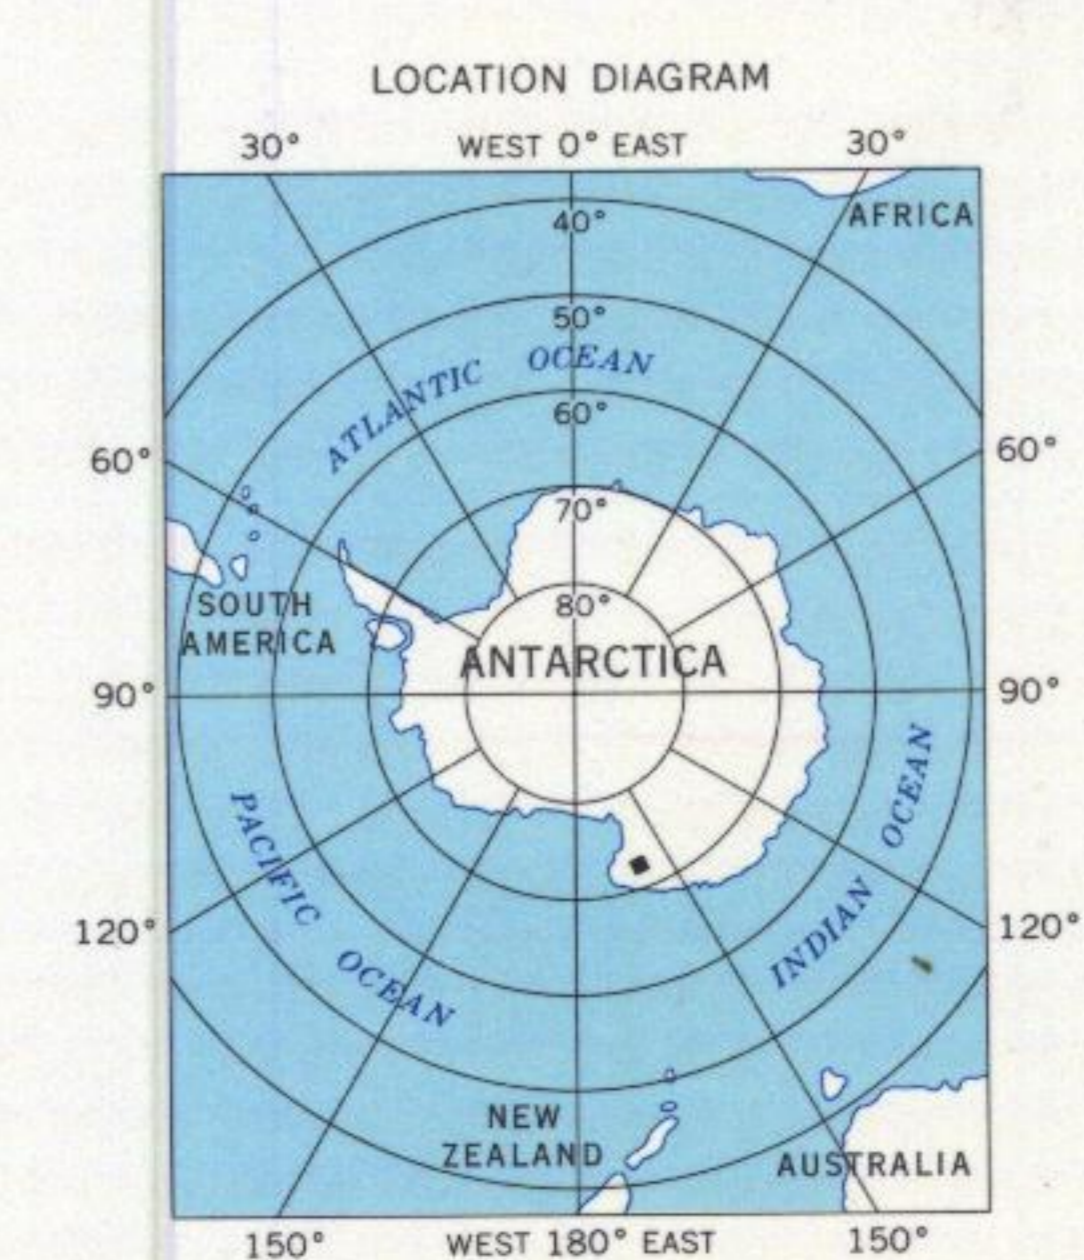 LOCATION DIAGRAM
30° WEST 0° EAST 30°
AFRICA
40°
50°
ATLANTIC OCEAN
60°
60° 60°
70°
80°
SOUTH
AMERICA
ANTARCTICA
90° 90°
PACIFIC OCEAN
INDIAN OCEAN
120° 120°
NEW
ZEALAND
AUSTRALIA
150° WEST 180° EAST 150°